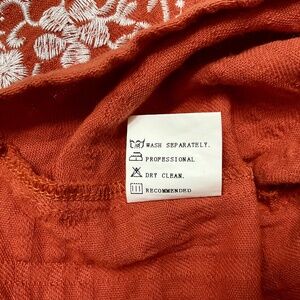 WASH SEPARATELY.
PROFESSIONAL
DRY CLEAN.
RECOMMENDED